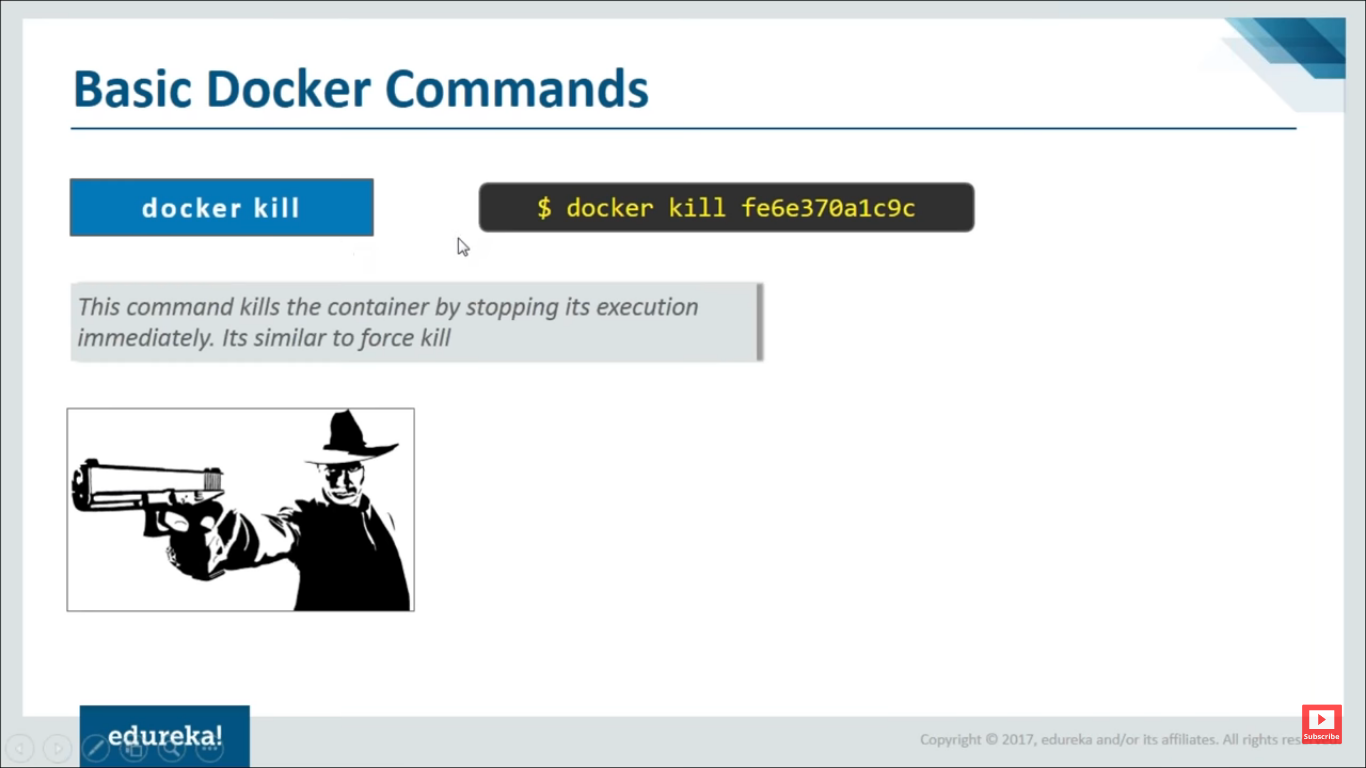 Basic Docker Commands
docker kill
$ docker kill fe6e370a1c9c
This command kills the container by stopping its execution
immediately. Its similar to force kill
edureka!
Copyright © 2017, edureka and/or its affiliates. All rights
Subscribe